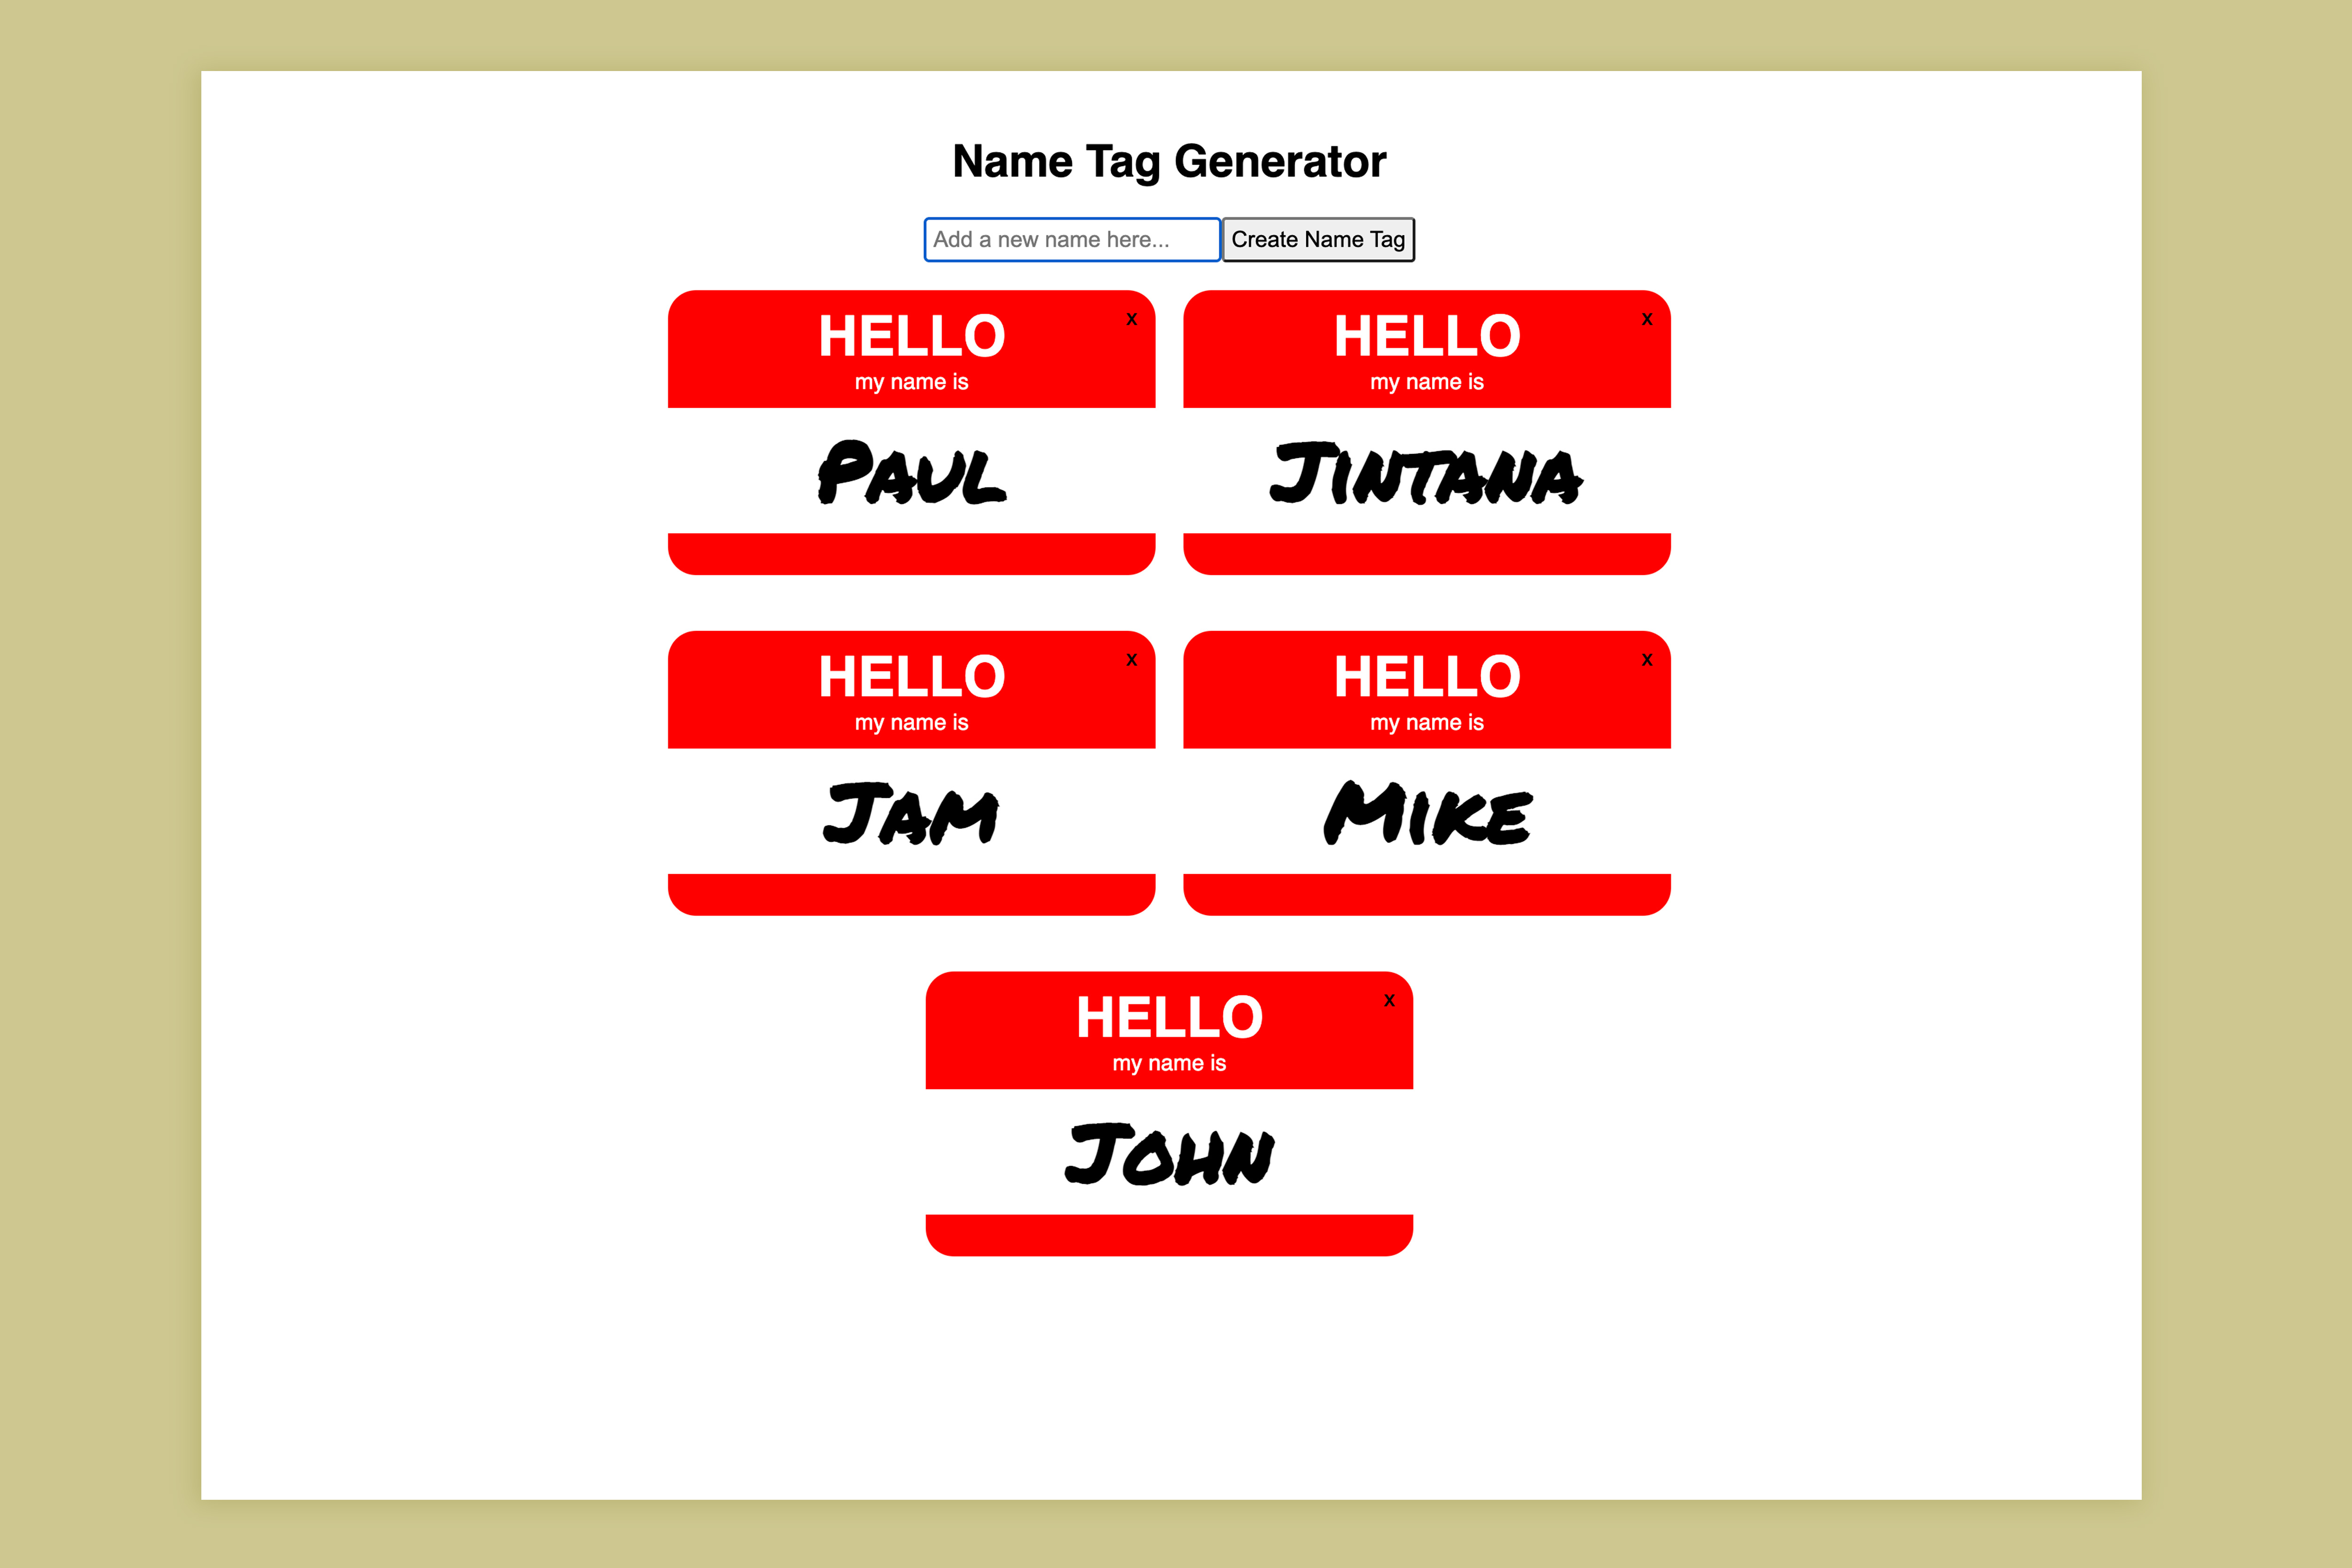 Name Tag Generator
Add a new name here...
Create Name Tag
HELLO
x
my name is
Paul
HELLO
x
my name is
Jintana
HELLO
x
my name is
Jam
HELLO
x
my name is
Mike
HELLO
x
my name is
John